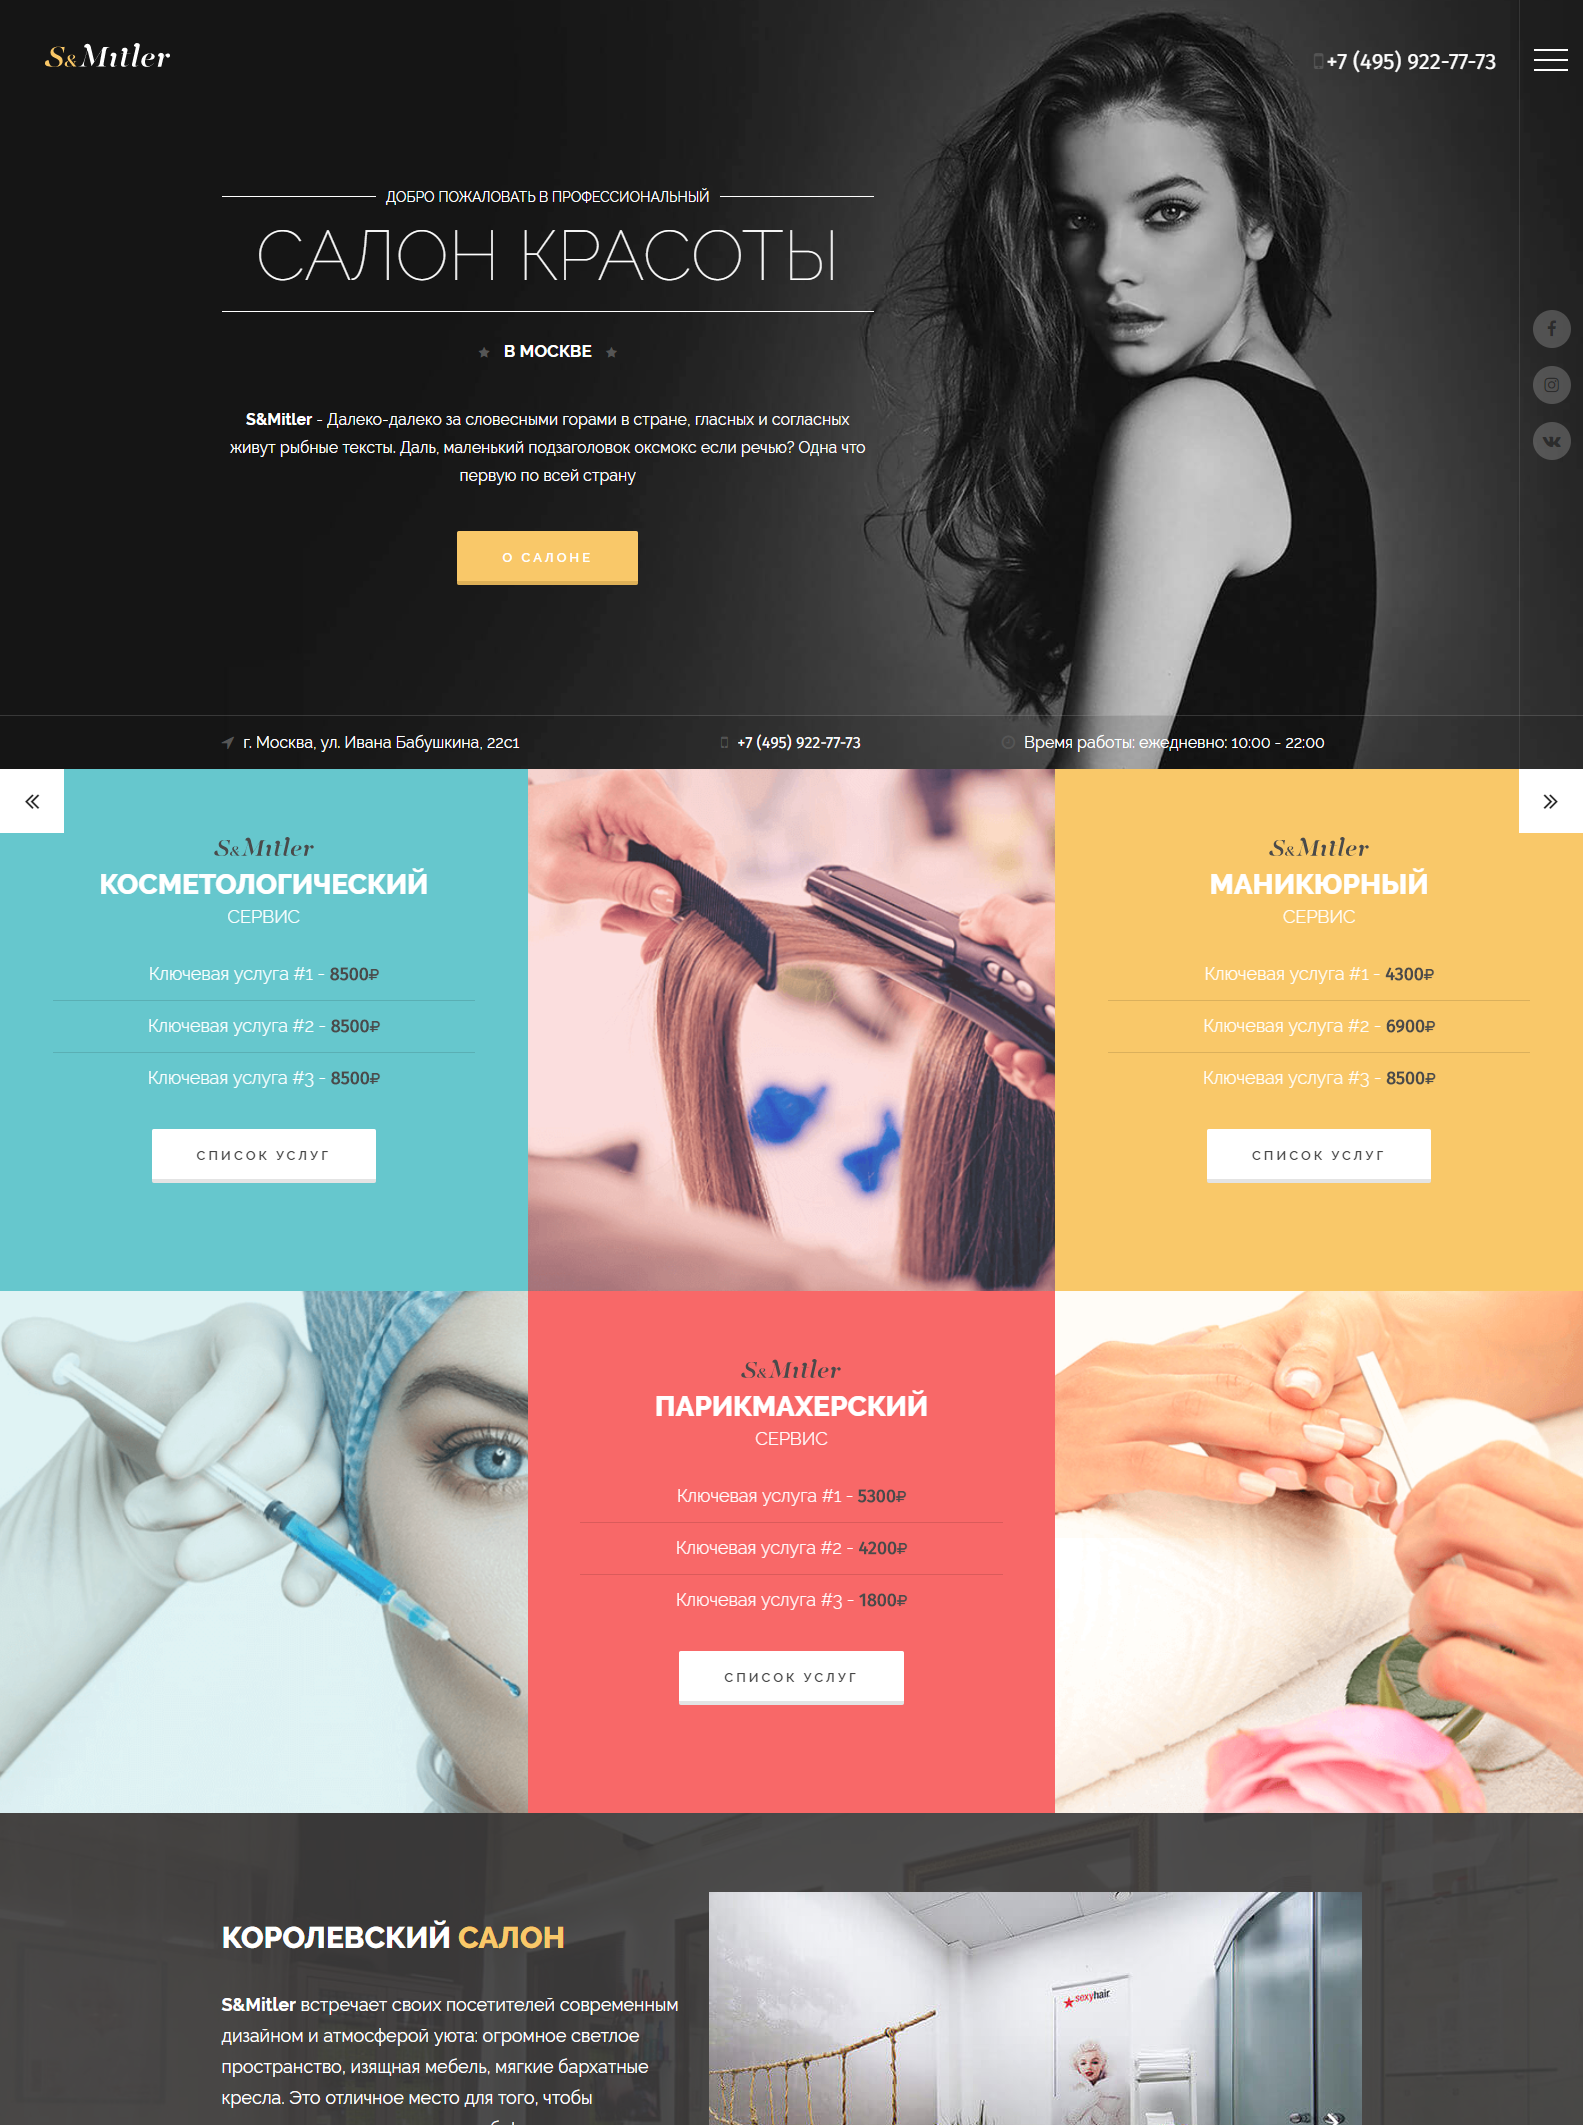 S&Mitler
+7 (495) 922-77-73
ДОБРО ПОЖАЛОВАТЬ В ПРОФЕССИОНАЛЬНЫЙ
САЛОН КРАСОТЫ
В МОСКВЕ
S&Mitler - Далеко-далеко за словесными горами в стране, гласных и согласных
живут рыбные тексты. Даль, маленький подзаголовок оксмокс если речью? Одна что
первую по всей страну
О САЛОНЕ
г. Москва, ул. Ивана Бабушкина, 22с1
+7 (495) 922-77-73
Время работы: ежедневно: 10:00 - 22:00
S&Mitler
КОСМЕТОЛОГИЧЕСКИЙ
СЕРВИС
Ключевая услуга #1 - 8500₽
Ключевая услуга #2 - 8500₽
Ключевая услуга #3 - 8500₽
СПИСОК УСЛУГ
S&Mitler
МАНИКЮРНЫЙ
СЕРВИС
Ключевая услуга #1 - 4300₽
Ключевая услуга #2 - 6900₽
Ключевая услуга #3 - 8500₽
СПИСОК УСЛУГ
S&Mitler
ПАРИКМАХЕРСКИЙ
СЕРВИС
Ключевая услуга #1 - 5300₽
Ключевая услуга #2 - 4200₽
Ключевая услуга #3 - 1800₽
СПИСОК УСЛУГ
КОРОЛЕВСКИЙ САЛОН
S&Mitler встречает своих посетителей современным
дизайном и атмосферой уюта: огромное светлое
пространство, изящная мебель, мягкие бархатные
кресла. Это отличное место для того, чтобы
sexyhair